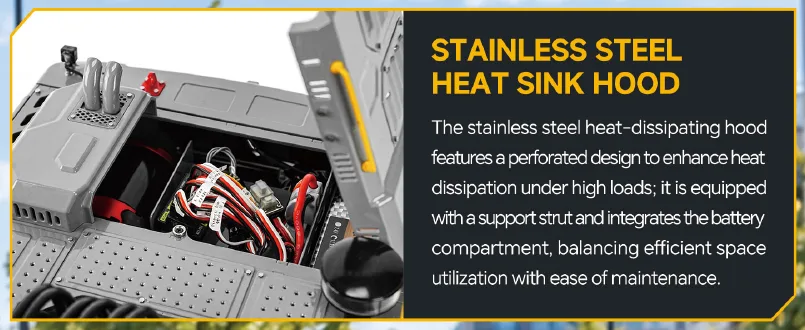 STAINLESS STEEL
HEAT SINK HOOD
The stainless steel heat-dissipating hood
features a perforated design to enhance heat
dissipation under high loads; it is equipped
with a support strut and integrates the battery
compartment, balancing efficient space
utilization with ease of maintenance.